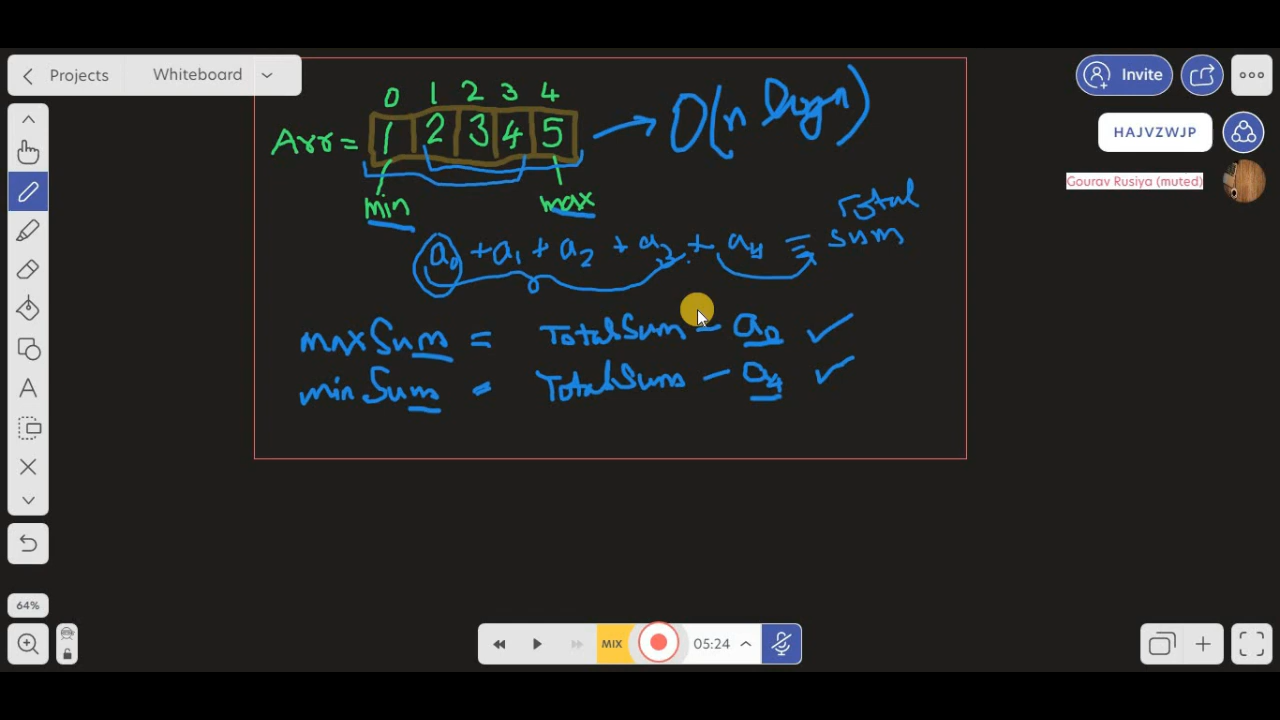 Projects Whiteboard
Invite
HAJVZWJP
Gourav Rusiya (muted)
0 1 2 3 4
Arr = 1 2 3 4 5 → O(n logn)
min max
a0 + a1 + a2 + a3 + a4 = Total sum
maxSum = TotalSum - a0 ✓
minSum = TotalSum - a4 ✓
A
64%
MIX 05:24